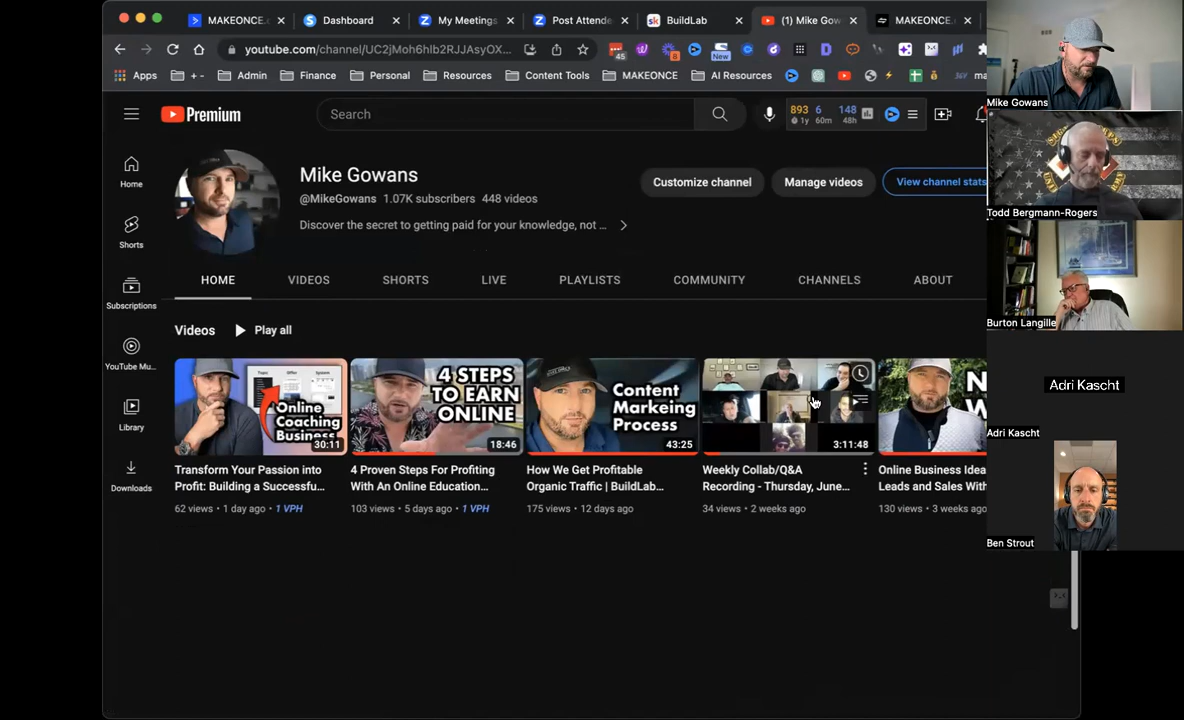 MAKEONCE.c
Dashboard
My Meetings
Post Attende
BuildLab
(1) Mike Gow
MAKEONCE.c
youtube.com/channel/UC2jMoh6hIb2RJJAsyOX...
45
8
New
Apps
+ -
Admin
Finance
Personal
Resources
Content Tools
MAKEONCE
AI Resources
ma
Premium
Search
893 6 148
1y 60m 48h
Home
Shorts
Subscriptions
YouTube Mu...
Library
Downloads
Mike Gowans
@MikeGowans 1.07K subscribers 448 videos
Discover the secret to getting paid for your knowledge, not ...
Customize channel
Manage videos
View channel stats
HOME
VIDEOS
SHORTS
LIVE
PLAYLISTS
COMMUNITY
CHANNELS
ABOUT
Videos
Play all
Online
Coaching
Business
30:11
4 STEPS
TO EARN
ONLINE
18:46
Content
Markeing
Process
43:25
3:11:48
N
W
Transform Your Passion into
Profit: Building a Successfu...
62 views • 1 day ago • 1 VPH
4 Proven Steps For Profiting
With An Online Education...
103 views • 5 days ago • 1 VPH
How We Get Profitable
Organic Traffic | BuildLab...
175 views • 12 days ago
Weekly Collab/Q&A
Recording - Thursday, June...
34 views • 2 weeks ago
Online Business Idea
Leads and Sales With
130 views • 3 weeks ago
Mike Gowans
Todd Bergmann-Rogers
Burton Langille
Adri Kascht
Adri Kascht
Ben Strout